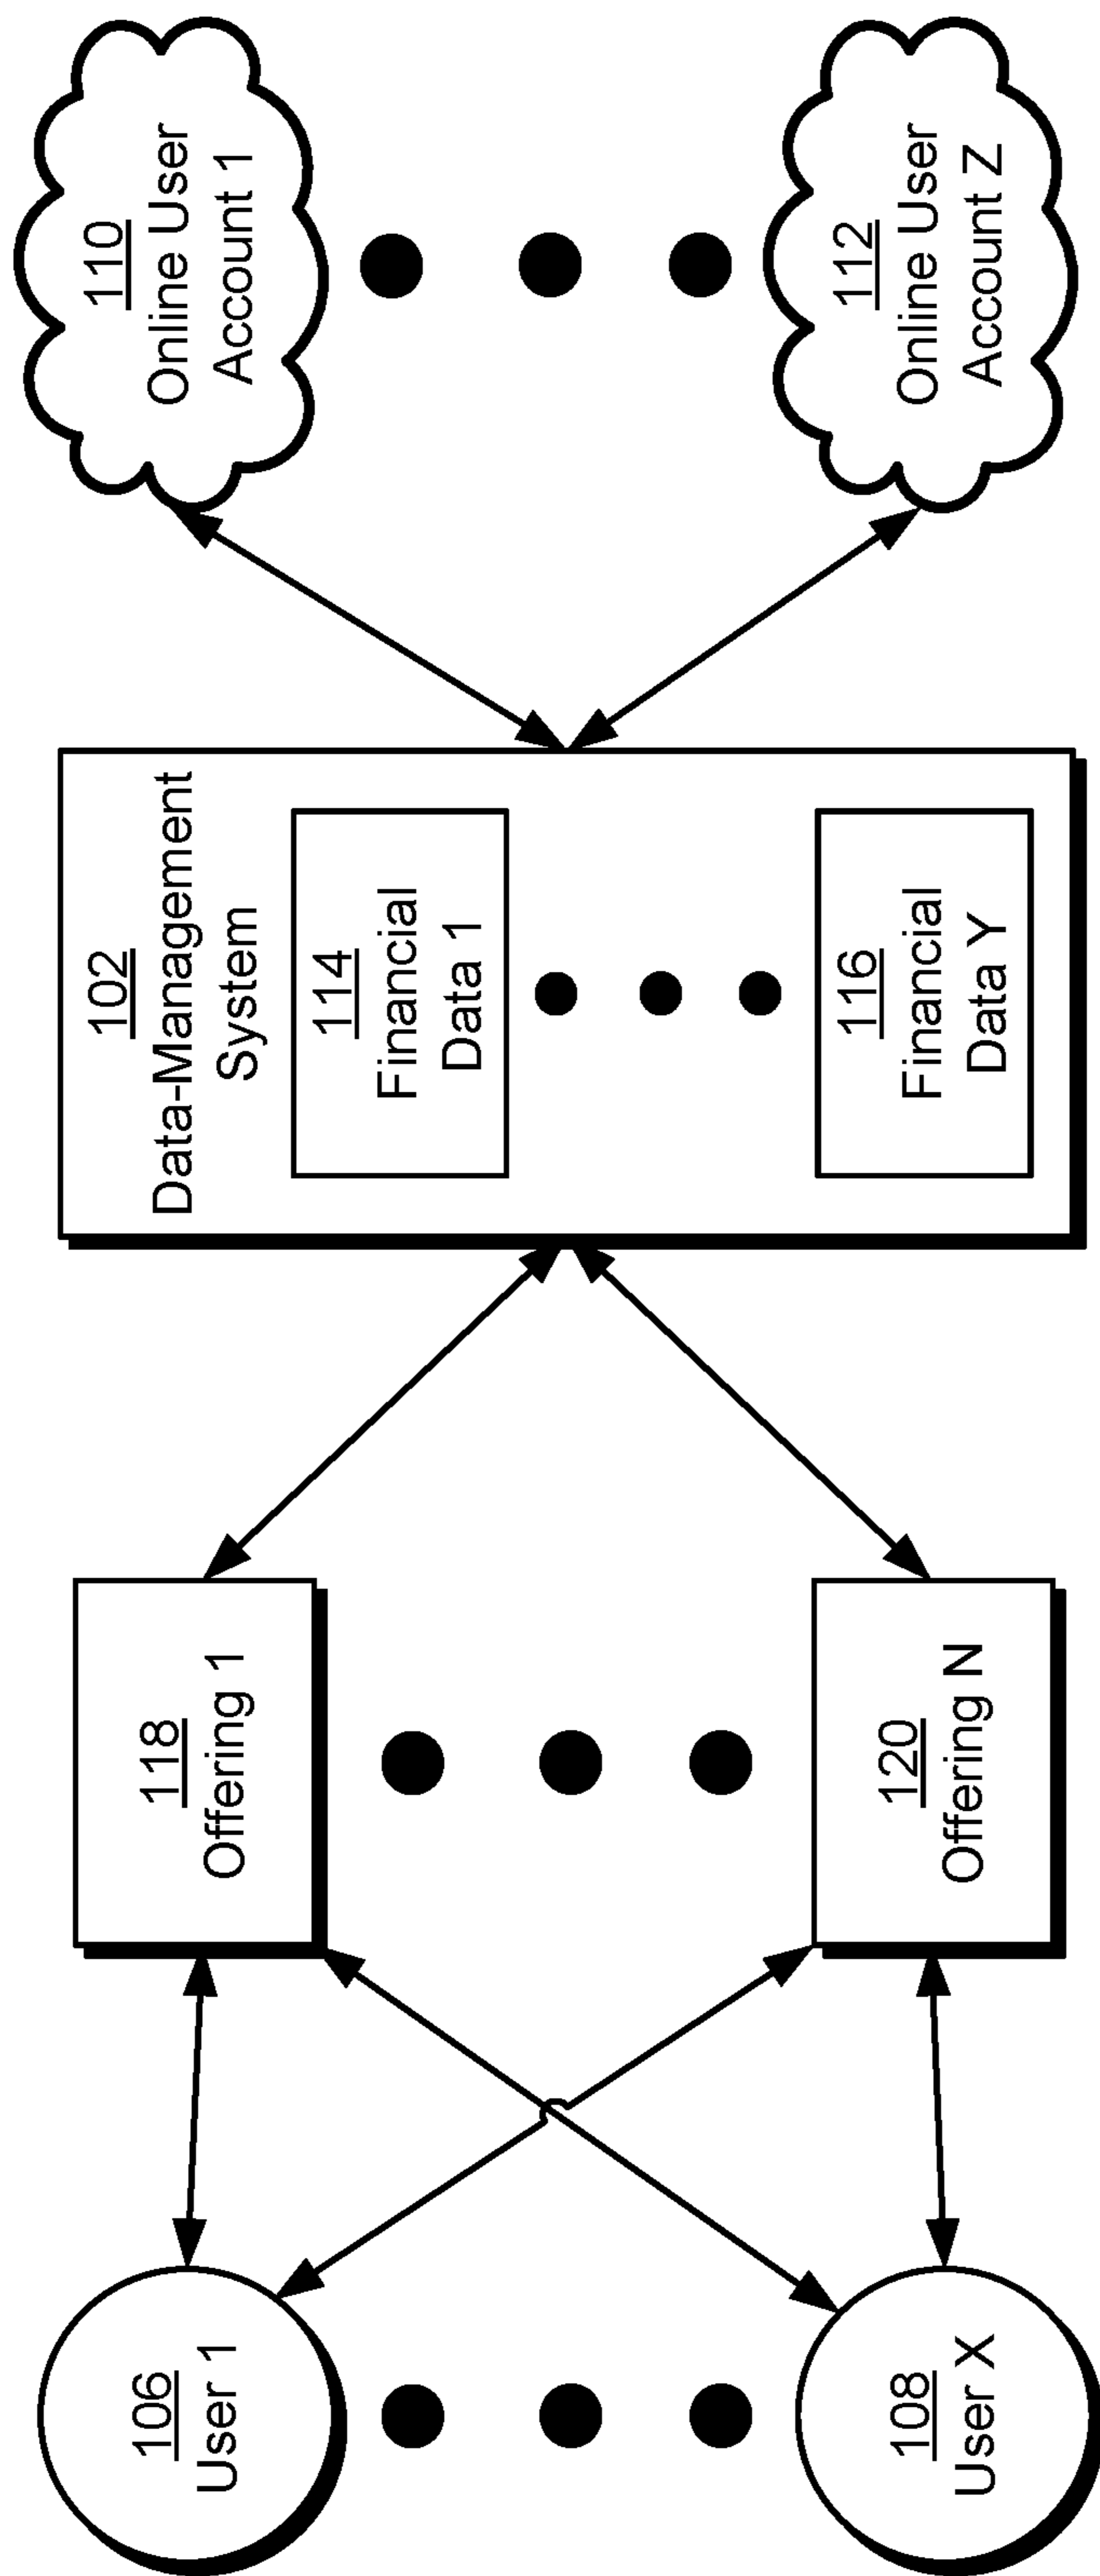 106
User 1
108
User X
118
Offering 1
120
Offering N
102
Data-Management
System
114
Financial
Data 1
116
Financial
Data Y
110
Online User
Account 1
112
Online User
Account Z